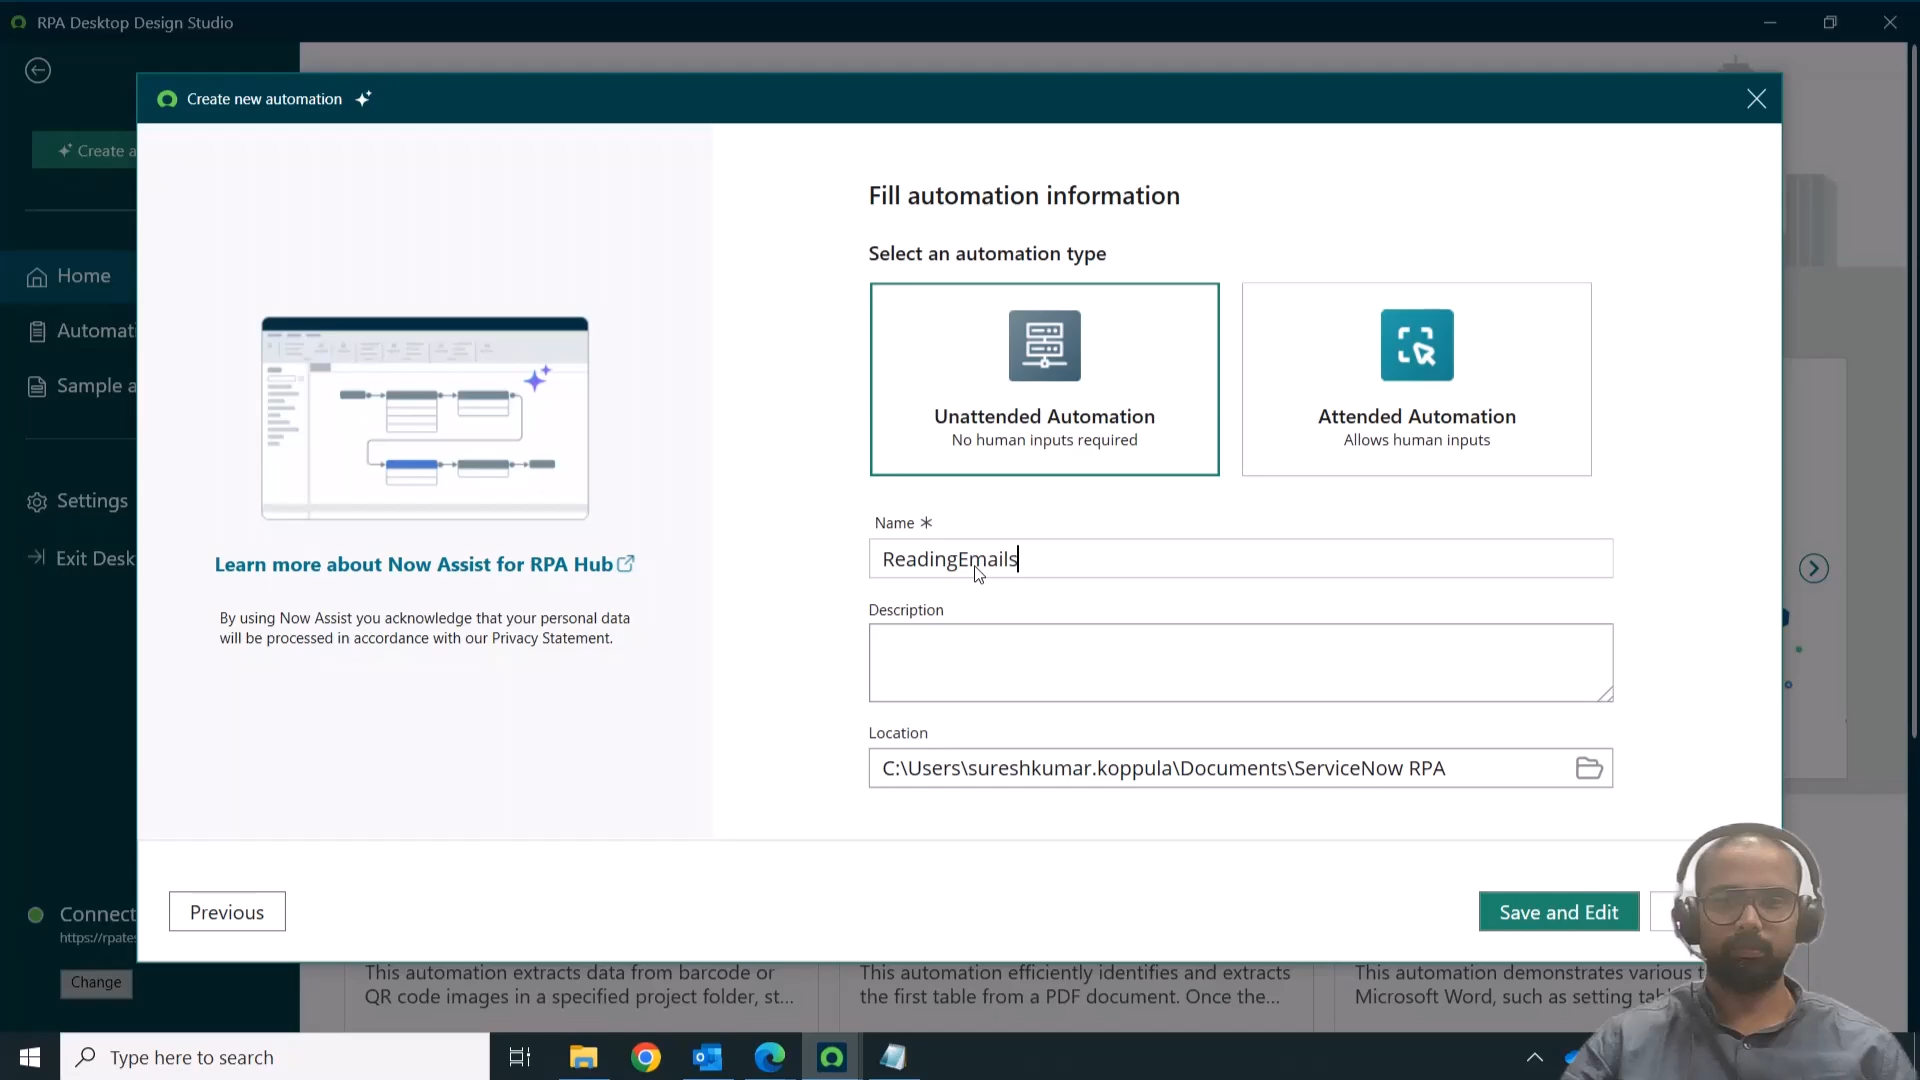 RPA Desktop Design Studio
Create new automation
Create a
Home
Automati
Sample a
Settings
Exit Desk
Connect
https://rpates
Change
Learn more about Now Assist for RPA Hub
By using Now Assist you acknowledge that your personal data
will be processed in accordance with our Privacy Statement.
Fill automation information
Select an automation type
Unattended Automation
No human inputs required
Attended Automation
Allows human inputs
Name *
ReadingEmails
Description
Location
C:\Users\sureshkumar.koppula\Documents\ServiceNow RPA
Previous
Save and Edit
This automation extracts data from barcode or
QR code images in a specified project folder, st...
This automation efficiently identifies and extracts
the first table from a PDF document. Once the...
This automation demonstrates various t
Microsoft Word, such as setting tab
Type here to search